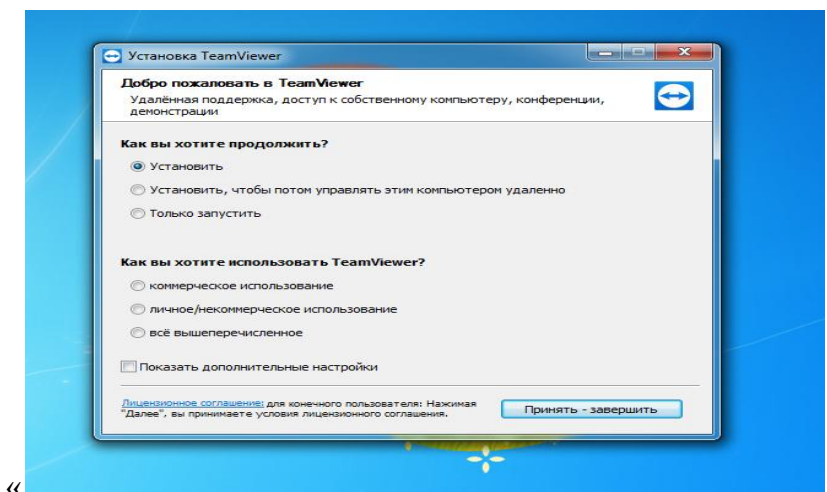 Установка TeamViewer
Добро пожаловать в TeamViewer
Удалённая поддержка, доступ к собственному компьютеру, конференции,
демонстрации
Как вы хотите продолжить?
Установить
Установить, чтобы потом управлять этим компьютером удаленно
Только запустить
Как вы хотите использовать TeamViewer?
коммерческое использование
личное/некоммерческое использование
всё вышеперечисленное
Показать дополнительные настройки
Лицензионное соглашение: для конечного пользователя: Нажимая
"Далее", вы принимаете условия лицензионного соглашения.
Принять - завершить
«